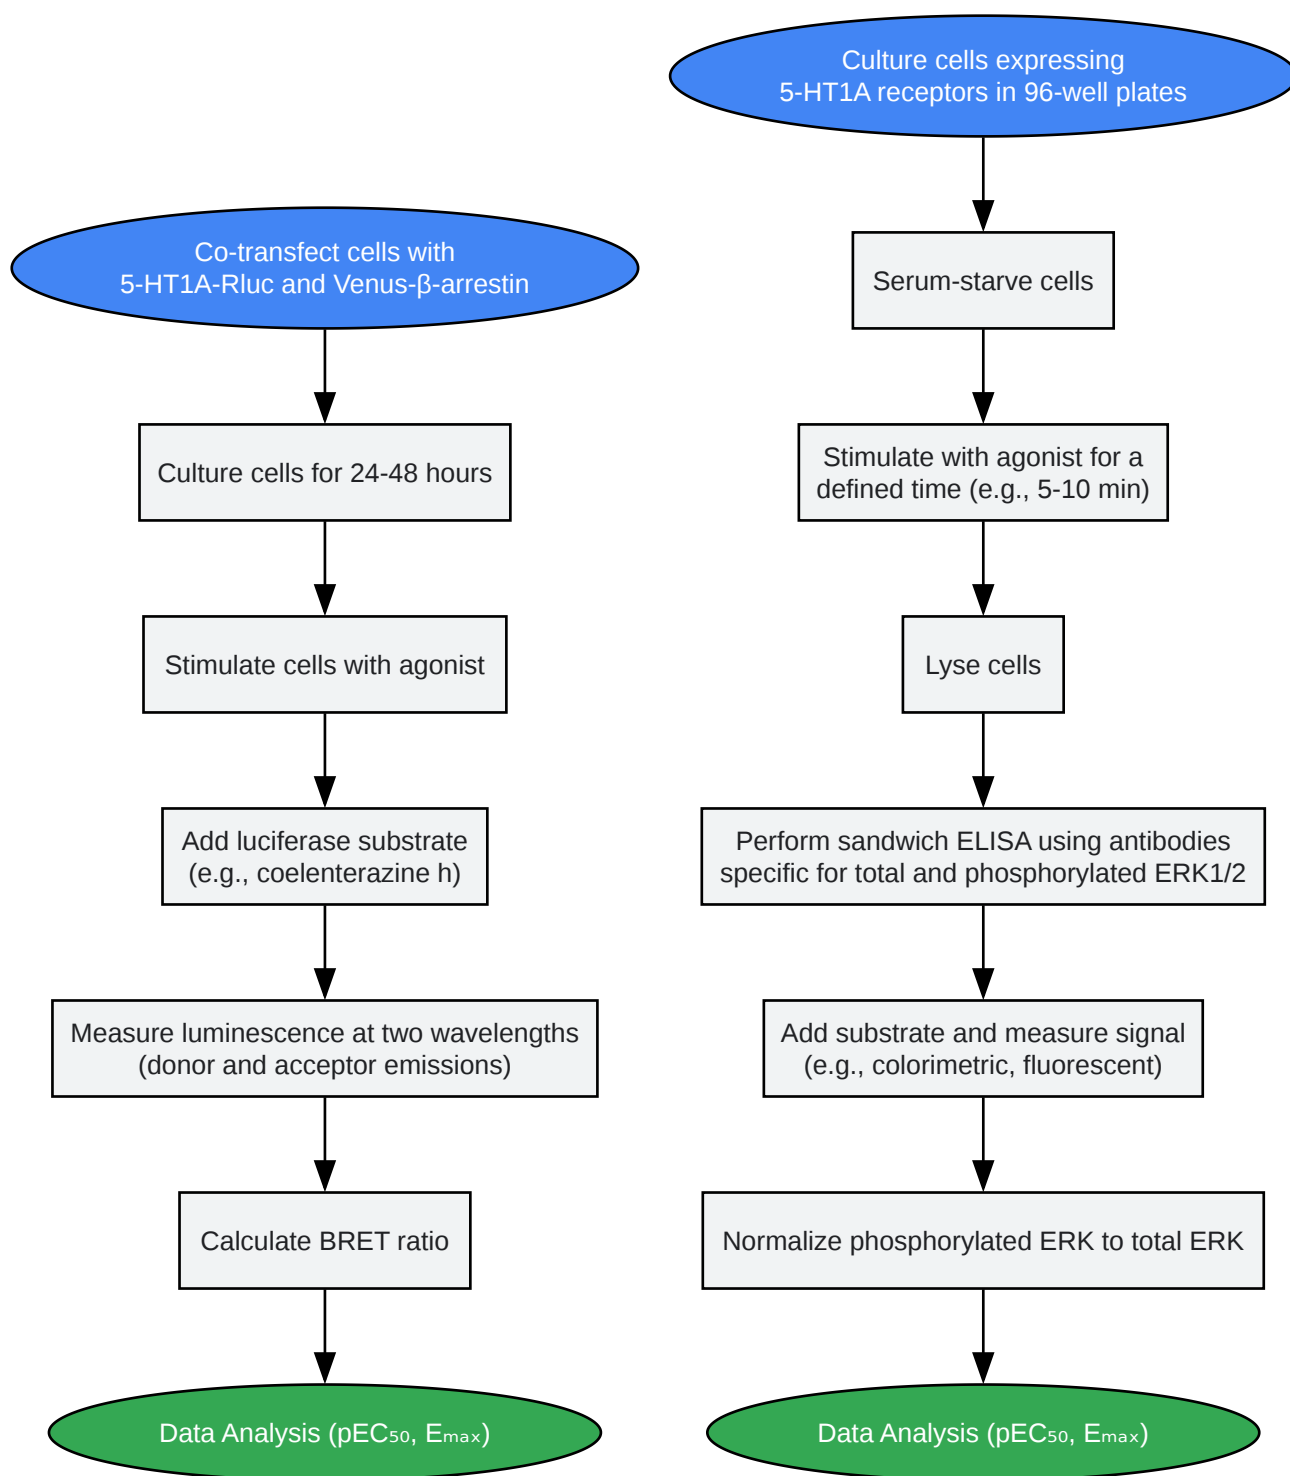 Co-transfect cells with
5-HT1A-Rluc and Venus-β-arrestin
Culture cells for 24-48 hours
Stimulate cells with agonist
Add luciferase substrate
(e.g., coelenterazine h)
Measure luminescence at two wavelengths
(donor and acceptor emissions)
Calculate BRET ratio
Data Analysis (pEC₅₀, Eₘₐₓ)
Culture cells expressing
5-HT1A receptors in 96-well plates
Serum-starve cells
Stimulate with agonist for a
defined time (e.g., 5-10 min)
Lyse cells
Perform sandwich ELISA using antibodies
specific for total and phosphorylated ERK1/2
Add substrate and measure signal
(e.g., colorimetric, fluorescent)
Normalize phosphorylated ERK to total ERK
Data Analysis (pEC₅₀, Eₘₐₓ)